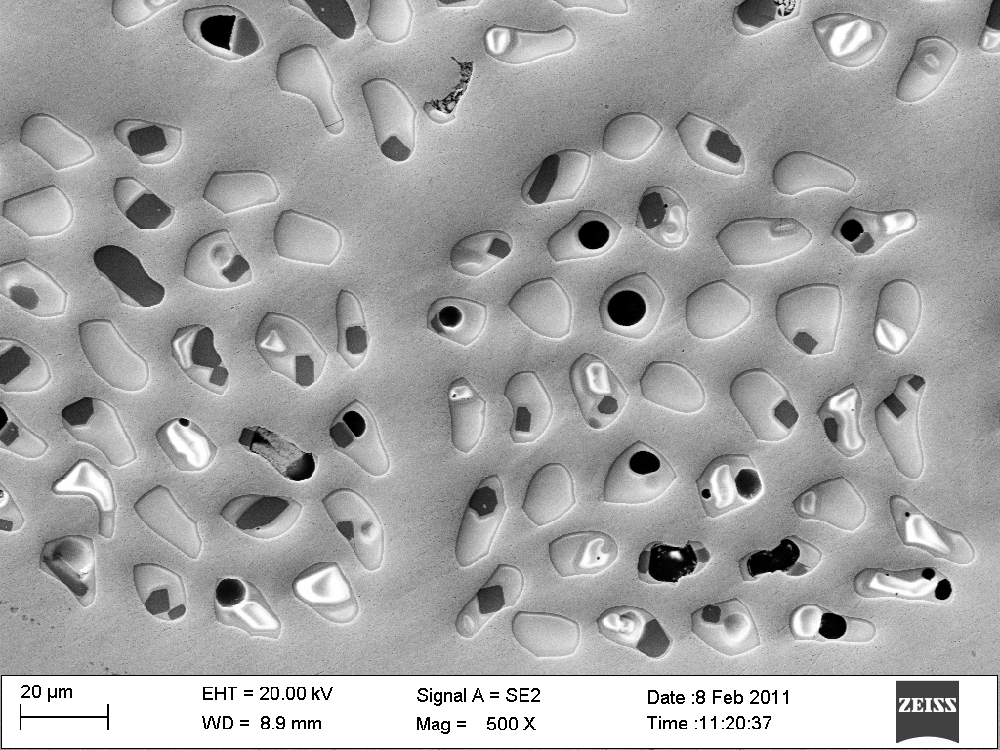 20 µm
EHT = 20.00 kV
Signal A = SE2
Date :8 Feb 2011
ZEISS
WD = 8.9 mm
Mag = 500 X
Time :11:20:37